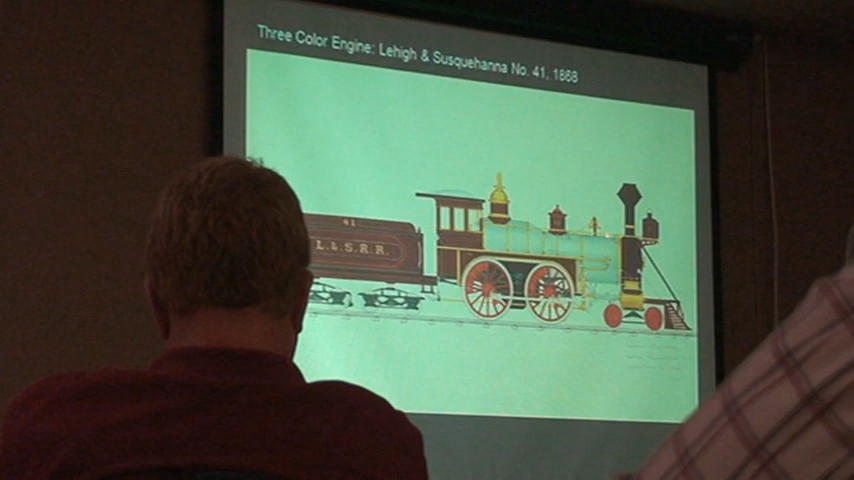 Three Color Engine: Lehigh & Susquehanna No. 41, 1868
41
L. & S. R. R.